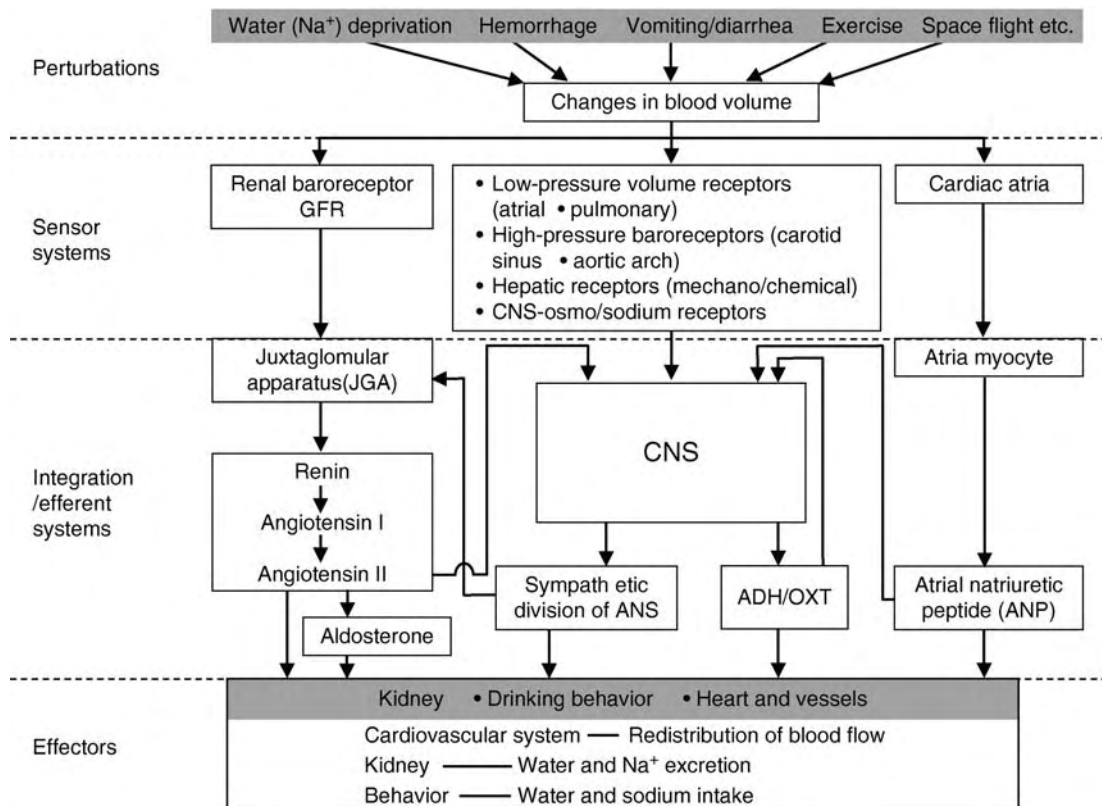 Water (Na⁺) deprivation Hemorrhage Vomiting/diarrhea Exercise Space flight etc.
Perturbations
Changes in blood volume
Sensor
systems
Renal baroreceptor
GFR
• Low-pressure volume receptors
(atrial • pulmonary)
• High-pressure baroreceptors (carotid
sinus • aortic arch)
• Hepatic receptors (mechano/chemical)
• CNS-osmo/sodium receptors
Cardiac atria
Integration
/efferent
systems
Juxtaglomular
apparatus(JGA)
Renin
Angiotensin I
Angiotensin II
Aldosterone
CNS
Sympath etic
division of ANS
ADH/OXT
Atria myocyte
Atrial natriuretic
peptide (ANP)
Effectors
Kidney • Drinking behavior • Heart and vessels
Cardiovascular system — Redistribution of blood flow
Kidney — Water and Na⁺ excretion
Behavior — Water and sodium intake